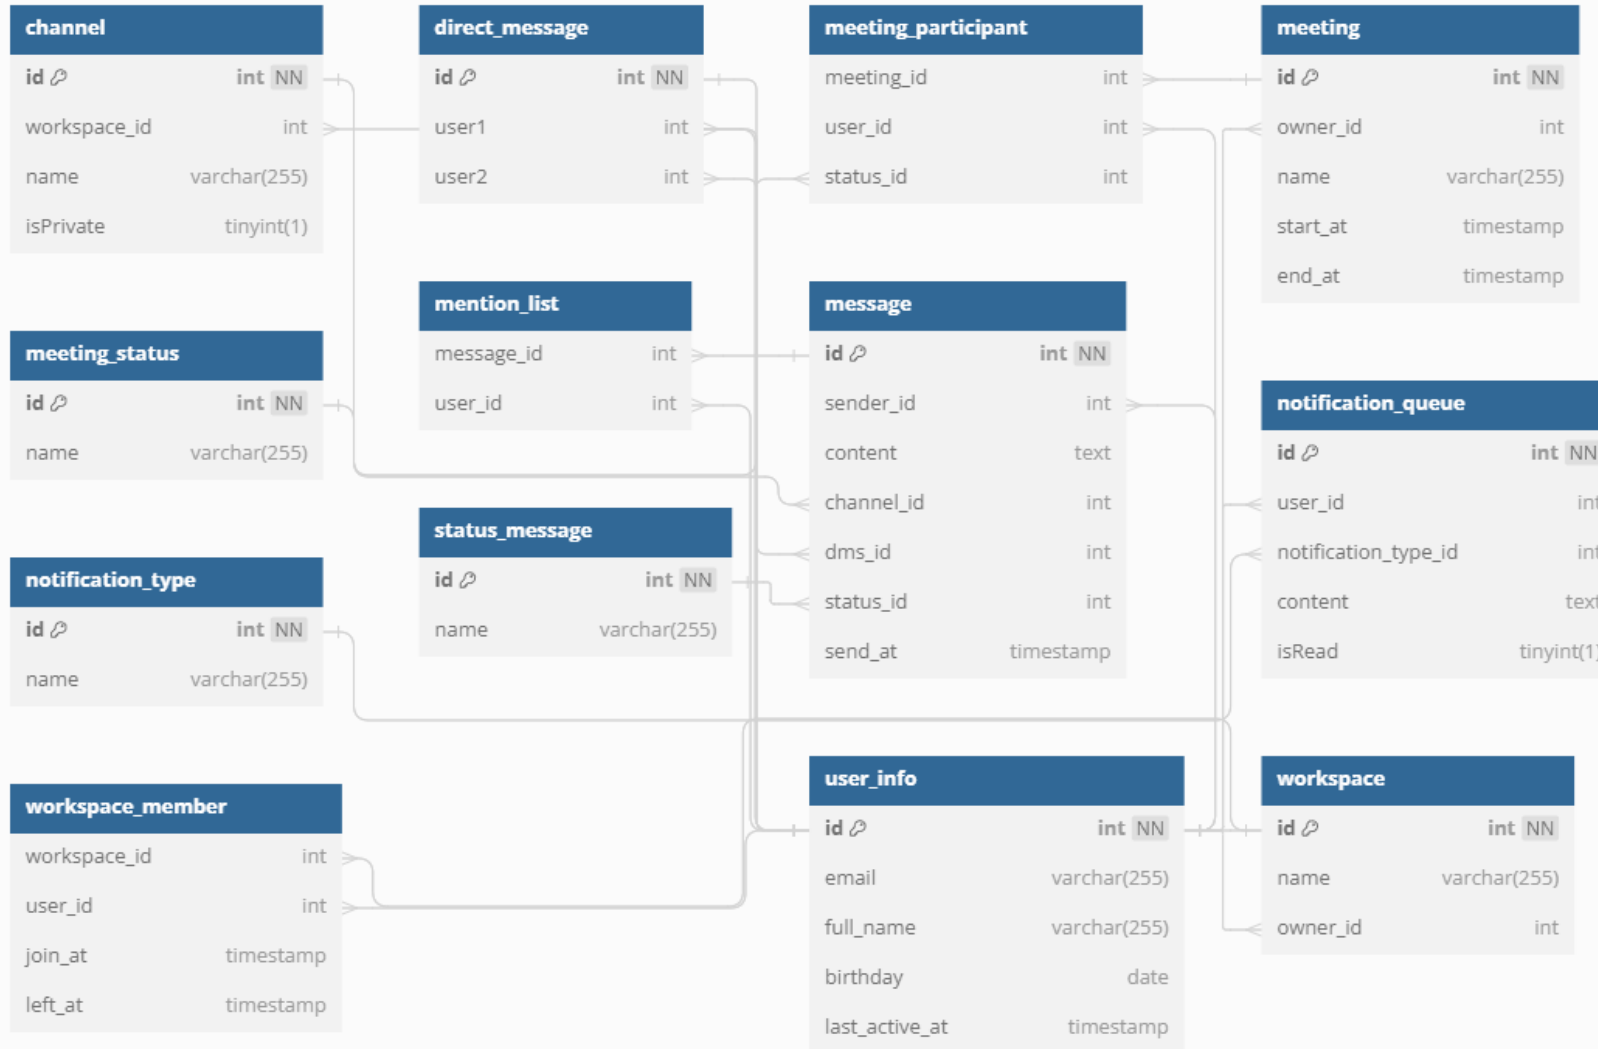 channel
id int NN
workspace_id int
name varchar(255)
isPrivate tinyint(1)
direct_message
id int NN
user1 int
user2 int
meeting_participant
meeting_id int
user_id int
status_id int
meeting
id int NN
owner_id int
name varchar(255)
start_at timestamp
end_at timestamp
mention_list
message_id int
user_id int
message
id int NN
sender_id int
content text
channel_id int
dms_id int
status_id int
send_at timestamp
meeting_status
id int NN
name varchar(255)
notification_queue
id int NN
user_id int
notification_type_id int
content text
isRead tinyint(1)
status_message
id int NN
name varchar(255)
notification_type
id int NN
name varchar(255)
user_info
id int NN
email varchar(255)
full_name varchar(255)
birthday date
last_active_at timestamp
workspace
id int NN
name varchar(255)
owner_id int
workspace_member
workspace_id int
user_id int
join_at timestamp
left_at timestamp